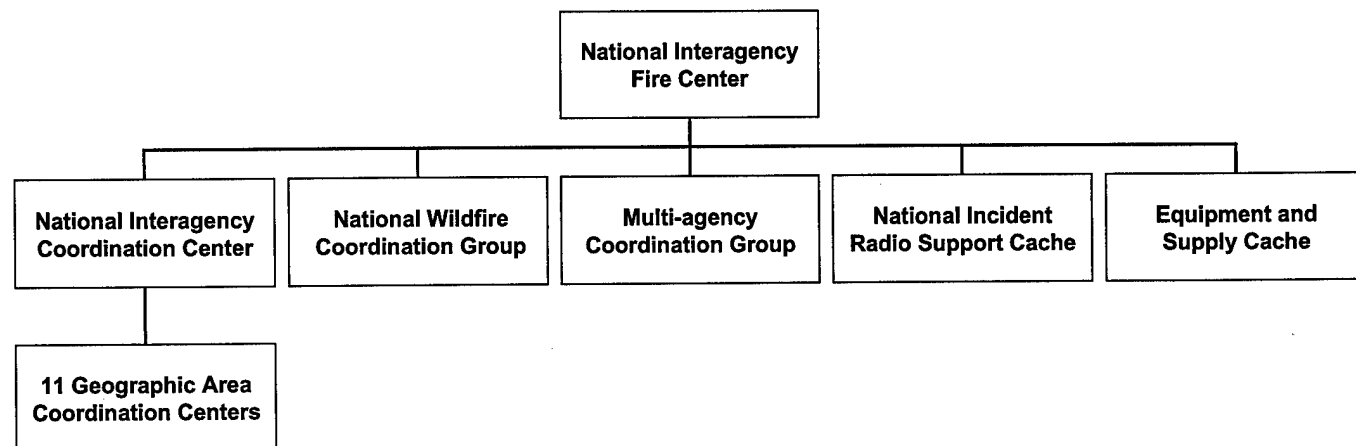 National Interagency
Fire Center
National Interagency
Coordination Center
National Wildfire
Coordination Group
Multi-agency
Coordination Group
National Incident
Radio Support Cache
Equipment and
Supply Cache
11 Geographic Area
Coordination Centers